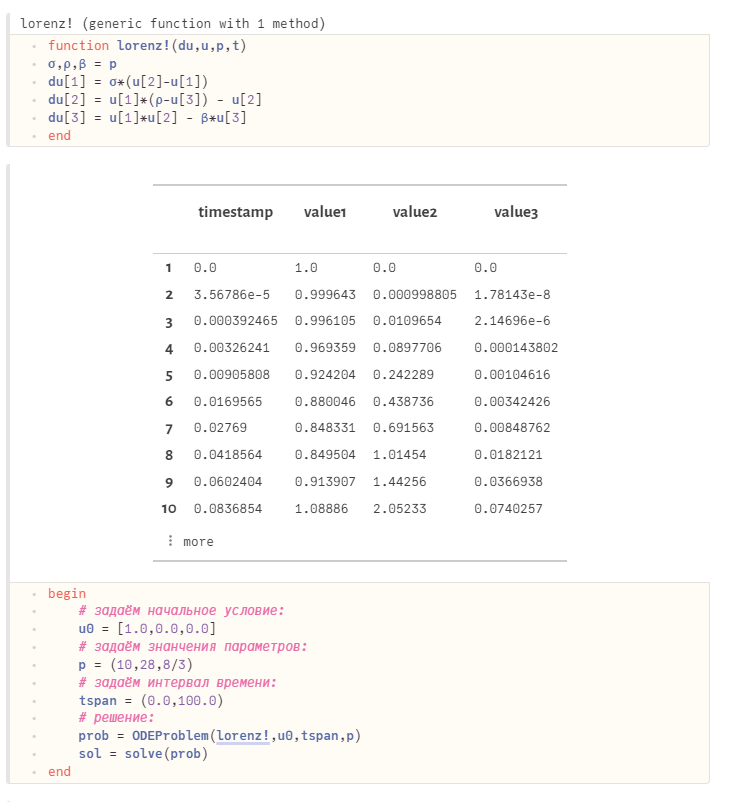 lorenz! (generic function with 1 method)
function lorenz!(du,u,p,t)
σ,ρ,β = p
du[1] = σ*(u[2]-u[1])
du[2] = u[1]*(ρ-u[3]) - u[2]
du[3] = u[1]*u[2] - β*u[3]
end
timestamp value1 value2 value3
1 0.0 1.0 0.0 0.0
2 3.56786e-5 0.999643 0.000998805 1.78143e-8
3 0.000392465 0.996105 0.0109654 2.14696e-6
4 0.00326241 0.969359 0.0897706 0.000143802
5 0.00905808 0.924204 0.242289 0.00104616
6 0.0169565 0.880046 0.438736 0.00342426
7 0.02769 0.848331 0.691563 0.00848762
8 0.0418564 0.849504 1.01454 0.0182121
9 0.0602404 0.913907 1.44256 0.0366938
10 0.0836854 1.08886 2.05233 0.0740257
⋮ more
begin
# задаём начальное условие:
u0 = [1.0,0.0,0.0]
# задаём знанчения параметров:
p = (10,28,8/3)
# задаём интервал времени:
tspan = (0.0,100.0)
# решение:
prob = ODEProblem(lorenz!,u0,tspan,p)
sol = solve(prob)
end